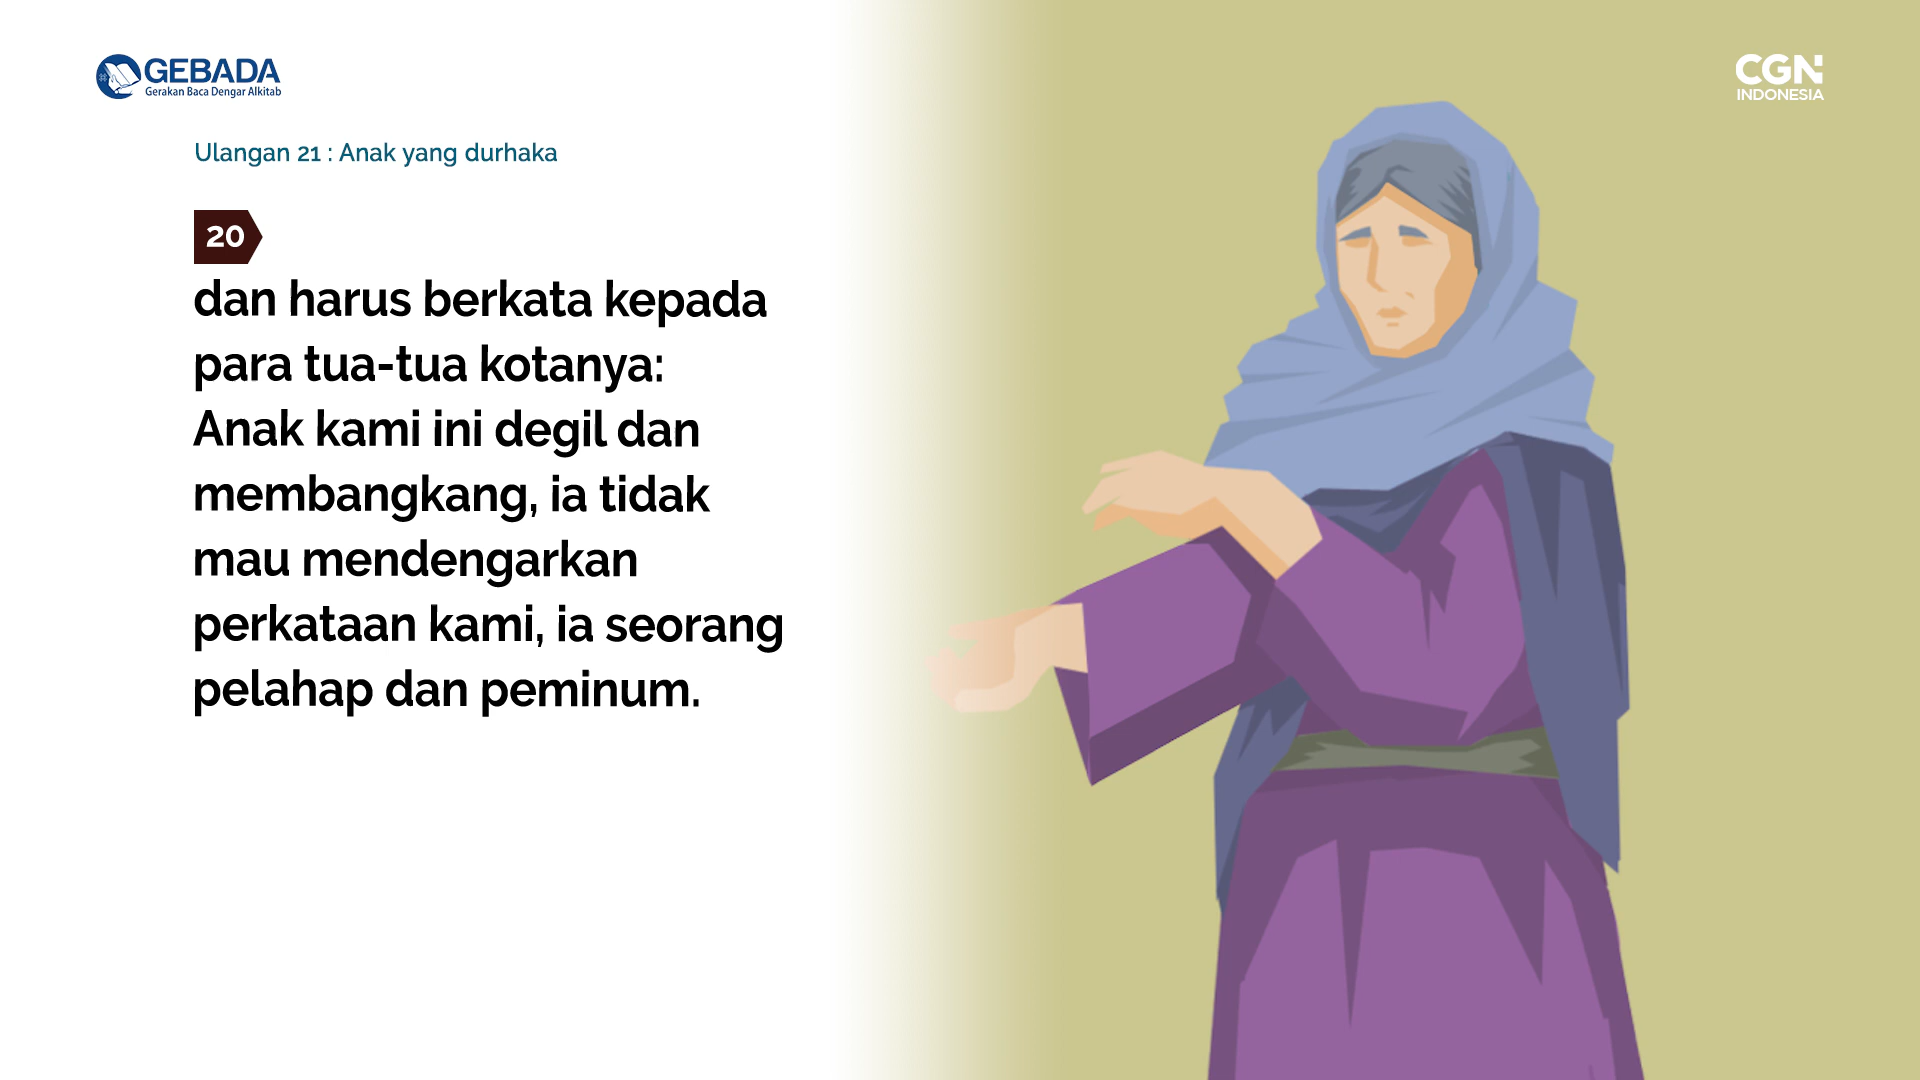 GEBADA
Gerakan Baca Dengar Alkitab
CGN
INDONESIA
Ulangan 21 : Anak yang durhaka
20
dan harus berkata kepada
para tua-tua kotanya:
Anak kami ini degil dan
membangkang, ia tidak
mau mendengarkan
perkataan kami, ia seorang
pelahap dan peminum.